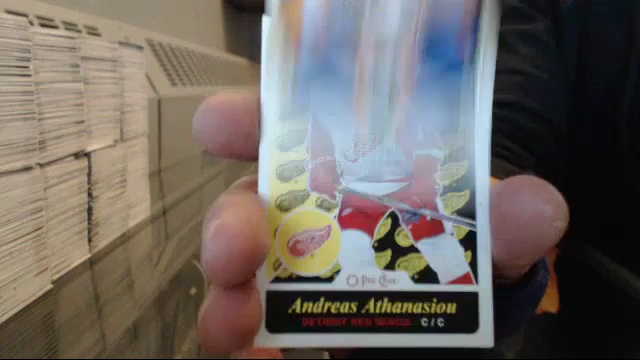 O-Pee-Chee
Andreas Athanasiou
DETROIT RED WINGS C / C